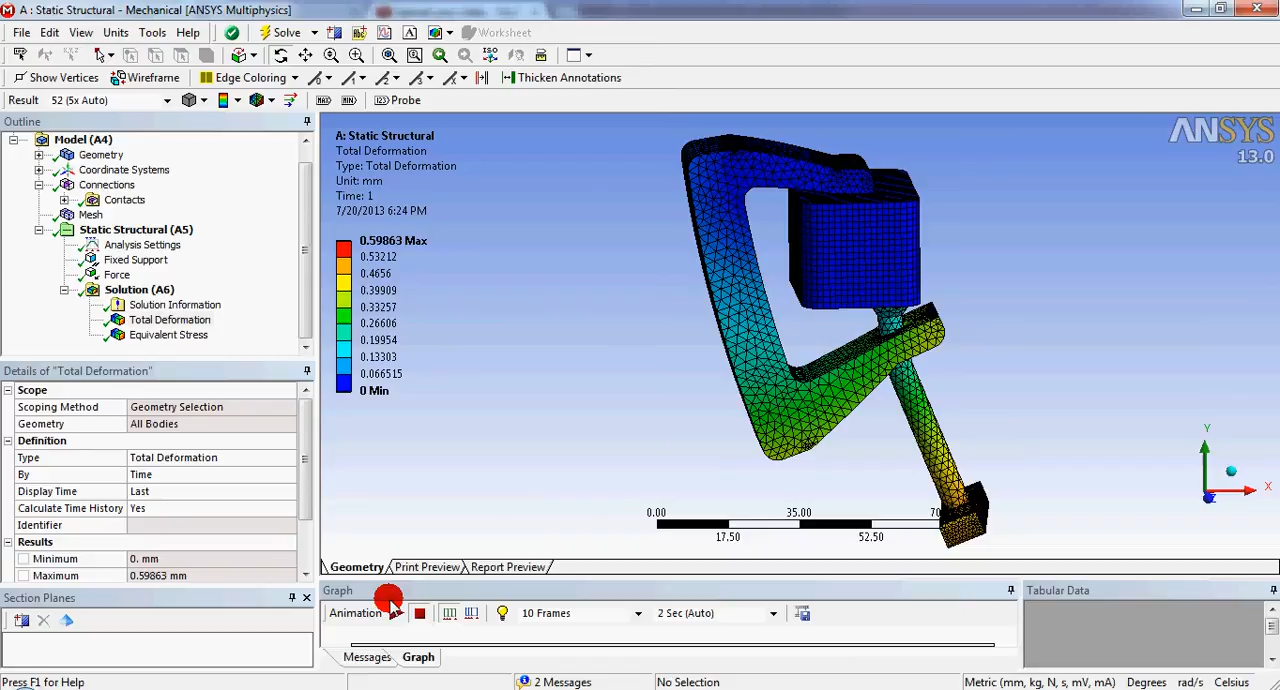 A : Static Structural - Mechanical [ANSYS Multiphysics]
File Edit View Units Tools Help Solve Worksheet
Show Vertices Wireframe Edge Coloring Thicken Annotations
Result 52 (5x Auto) MAX MIN Probe
Outline
Model (A4)
Geometry
Coordinate Systems
Connections
Contacts
Mesh
Static Structural (A5)
Analysis Settings
Fixed Support
Force
Solution (A6)
Solution Information
Total Deformation
Equivalent Stress
Details of "Total Deformation"
Scope
Scoping Method Geometry Selection
Geometry All Bodies
Definition
Type Total Deformation
By Time
Display Time Last
Calculate Time History Yes
Identifier
Results
Minimum 0. mm
Maximum 0.59863 mm
Section Planes
A: Static Structural
Total Deformation
Type: Total Deformation
Unit: mm
Time: 1
7/20/2013 6:24 PM
0.59863 Max
0.53212
0.4656
0.39909
0.33257
0.26606
0.19954
0.13303
0.066515
0 Min
ANSYS
13.0
Y
X
Z
0.00 35.00
17.50 52.50
Geometry Print Preview Report Preview
Graph
Animation 10 Frames 2 Sec (Auto)
Messages Graph
Tabular Data
Press F1 for Help 2 Messages No Selection Metric (mm, kg, N, s, mV, mA) Degrees rad/s Celsius